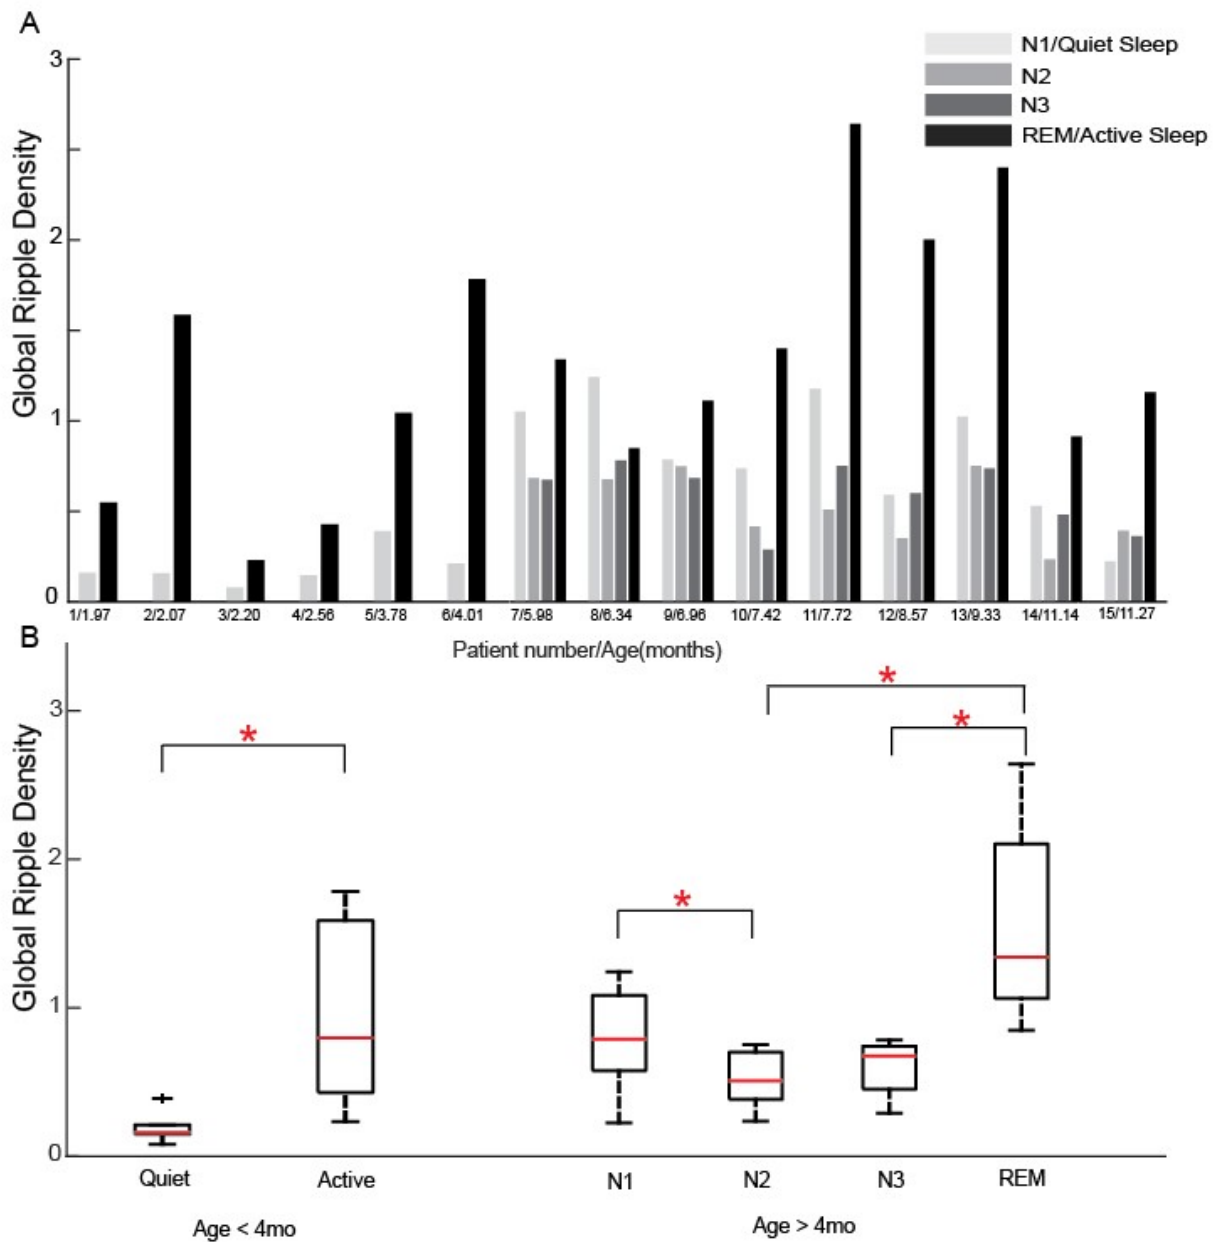 A
N1/Quiet Sleep
N2
N3
REM/Active Sleep
Global Ripple Density
3
2
1
0
1/1.97 2/2.07 3/2.20 4/2.56 5/3.78 6/4.01 7/5.98 8/6.34 9/6.96 10/7.42 11/7.72 12/8.57 13/9.33 14/11.14 15/11.27
Patient number/Age(months)
B
Global Ripple Density
3
2
1
0
* * * *
Quiet Active N1 N2 N3 REM
Age < 4mo Age > 4mo